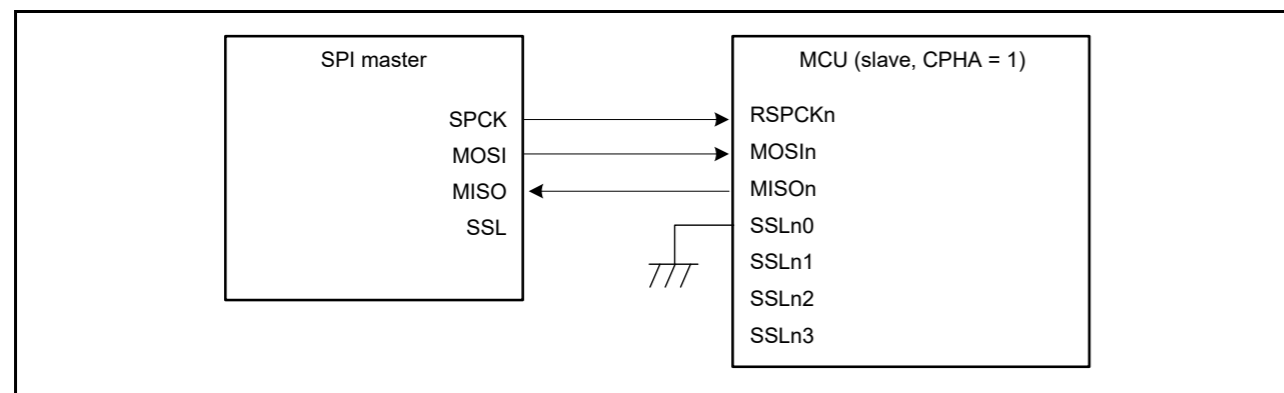 SPI master
SPCK
MOSI
MISO
SSL
MCU (slave, CPHA = 1)
RSPCKn
MOSIn
MISOn
SSLn0
SSLn1
SSLn2
SSLn3